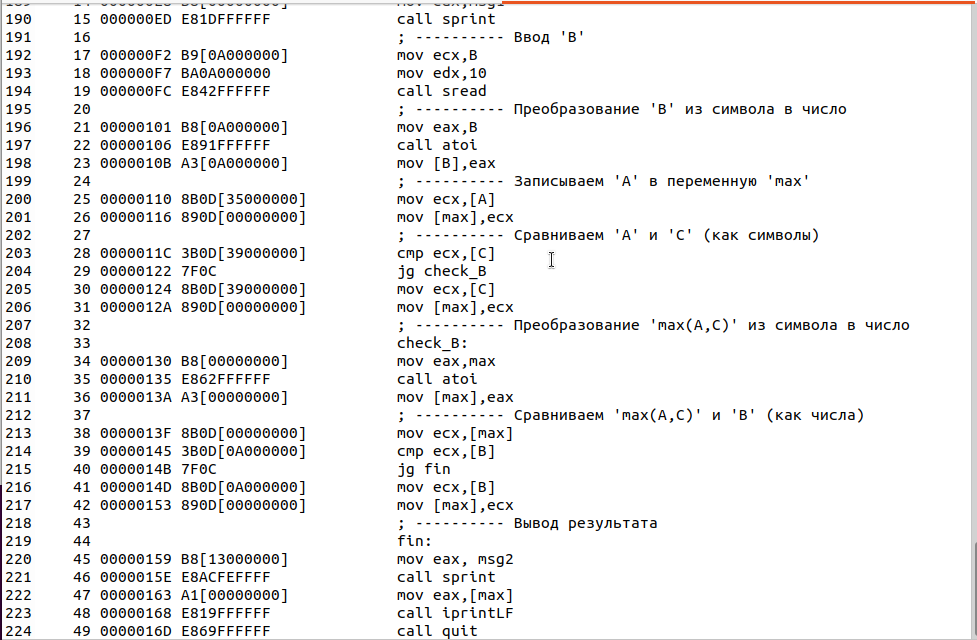 190 15 000000ED E81DFFFFFF call sprint
191 16 ; ---------- Ввод 'B'
192 17 000000F2 B9[0A000000] mov ecx,B
193 18 000000F7 BA0A000000 mov edx,10
194 19 000000FC E842FFFFFF call sread
195 20 ; ---------- Преобразование 'B' из символа в число
196 21 00000101 B8[0A000000] mov eax,B
197 22 00000106 E891FFFFFF call atoi
198 23 0000010B A3[0A000000] mov [B],eax
199 24 ; ---------- Записываем 'A' в переменную 'max'
200 25 00000110 8B0D[35000000] mov ecx,[A]
201 26 00000116 890D[00000000] mov [max],ecx
202 27 ; ---------- Сравниваем 'A' и 'С' (как символы)
203 28 0000011C 3B0D[39000000] cmp ecx,[C]
204 29 00000122 7F0C jg check_B
205 30 00000124 8B0D[39000000] mov ecx,[C]
206 31 0000012A 890D[00000000] mov [max],ecx
207 32 ; ---------- Преобразование 'max(A,C)' из символа в число
208 33 check_B:
209 34 00000130 B8[00000000] mov eax,max
210 35 00000135 E862FFFFFF call atoi
211 36 0000013A A3[00000000] mov [max],eax
212 37 ; ---------- Сравниваем 'max(A,C)' и 'B' (как числа)
213 38 0000013F 8B0D[00000000] mov ecx,[max]
214 39 00000145 3B0D[0A000000] cmp ecx,[B]
215 40 0000014B 7F0C jg fin
216 41 0000014D 8B0D[0A000000] mov ecx,[B]
217 42 00000153 890D[00000000] mov [max],ecx
218 43 ; ---------- Вывод результата
219 44 fin:
220 45 00000159 B8[13000000] mov eax, msg2
221 46 0000015E E8ACFEFFFF call sprint
222 47 00000163 A1[00000000] mov eax,[max]
223 48 00000168 E819FFFFFF call iprintLF
224 49 0000016D E869FFFFFF call quit